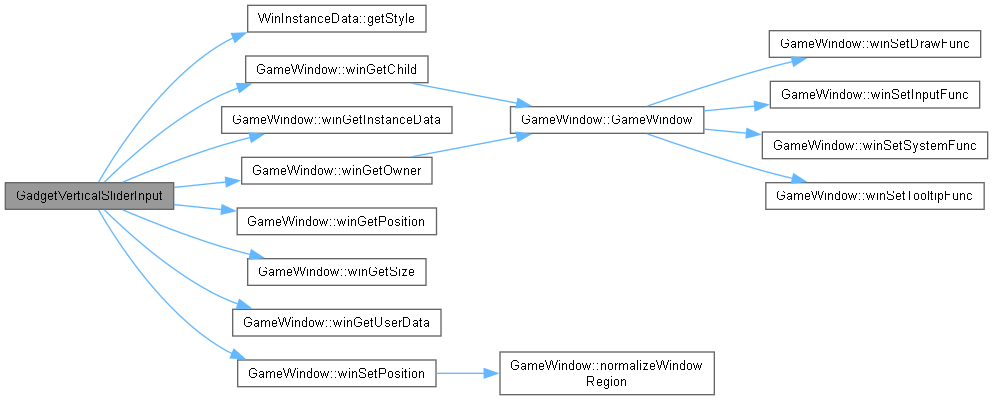 GadgetVerticalSliderInput
WinInstanceData::getStyle
GameWindow::winGetChild
GameWindow::winGetInstanceData
GameWindow::winGetOwner
GameWindow::winGetPosition
GameWindow::winGetSize
GameWindow::winGetUserData
GameWindow::winSetPosition
GameWindow::GameWindow
GameWindow::normalizeWindow
Region
GameWindow::winSetDrawFunc
GameWindow::winSetInputFunc
GameWindow::winSetSystemFunc
GameWindow::winSetTooltipFunc